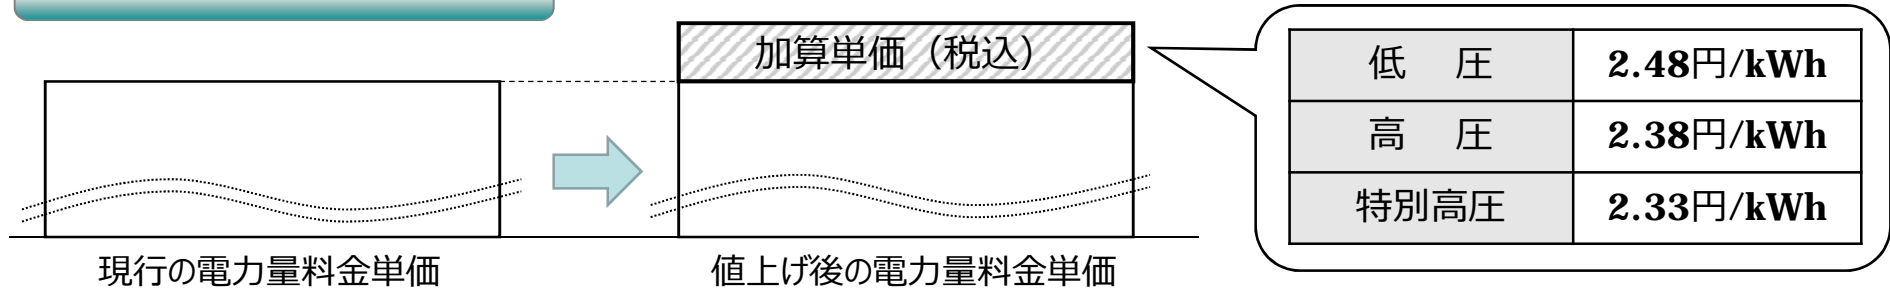 加算単価（税込）
低　圧 2.48円/kWh
高　圧 2.38円/kWh
特別高圧 2.33円/kWh
現行の電力量料金単価
値上げ後の電力量料金単価